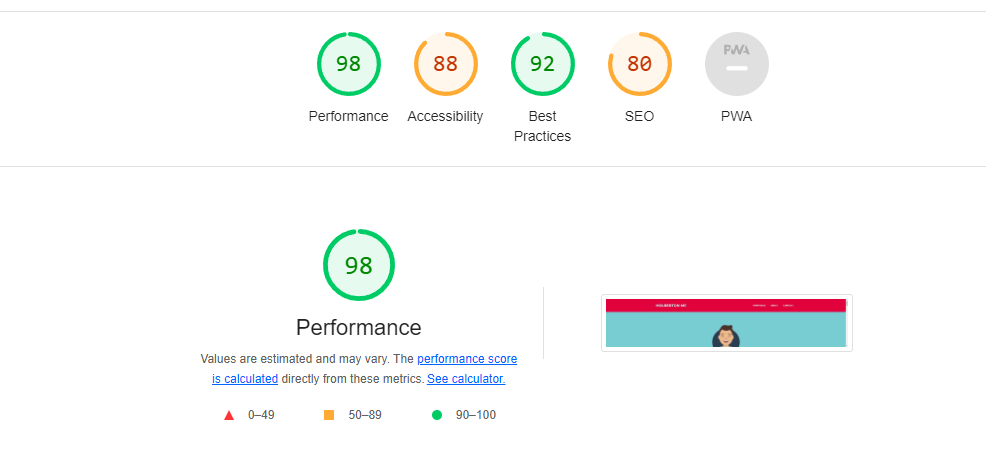 98
88
92
80
PWA
Performance
Accessibility
Best
Practices
SEO
PWA
98
Performance
Values are estimated and may vary. The performance score
is calculated directly from these metrics. See calculator.
0–49
50–89
90–100